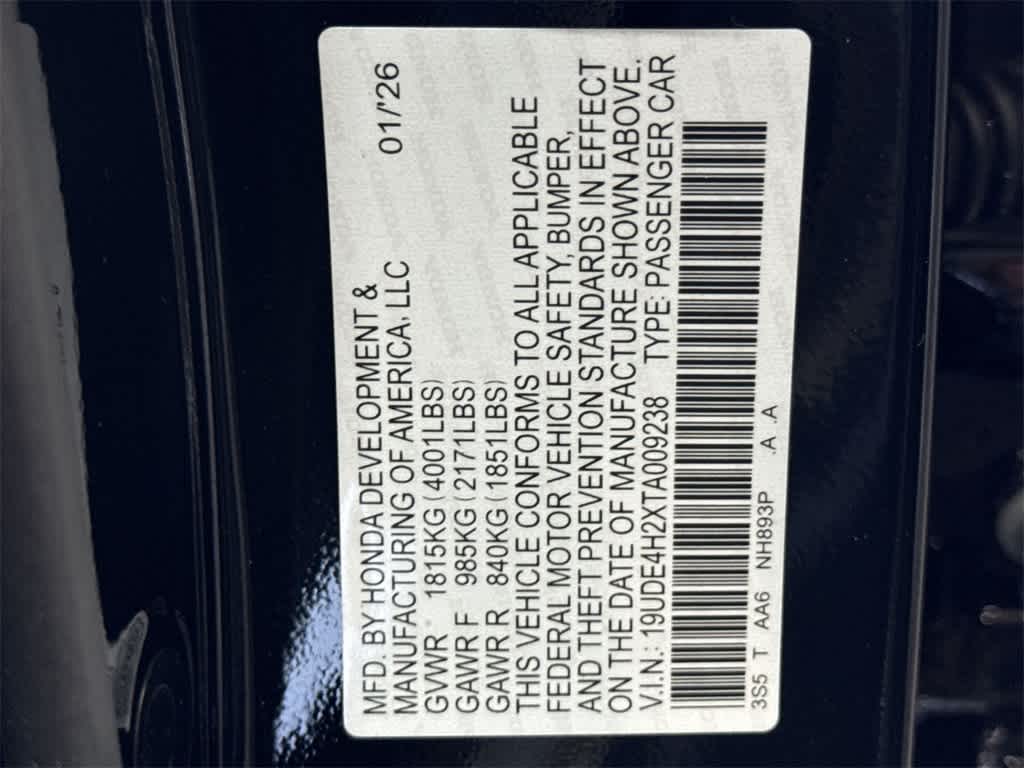 MFD. BY HONDA DEVELOPMENT &
MANUFACTURING OF AMERICA, LLC 01/'26
GVWR 1815KG (4001LBS)
GAWR F 985KG (2171LBS)
GAWR R 840KG (1851LBS)
THIS VEHICLE CONFORMS TO ALL APPLICABLE
FEDERAL MOTOR VEHICLE SAFETY, BUMPER,
AND THEFT PREVENTION STANDARDS IN EFFECT
ON THE DATE OF MANUFACTURE SHOWN ABOVE.
V.I.N.: 19UDE4H2XTA009238 TYPE: PASSENGER CAR
3S5 T AA6 NH893P .A .A